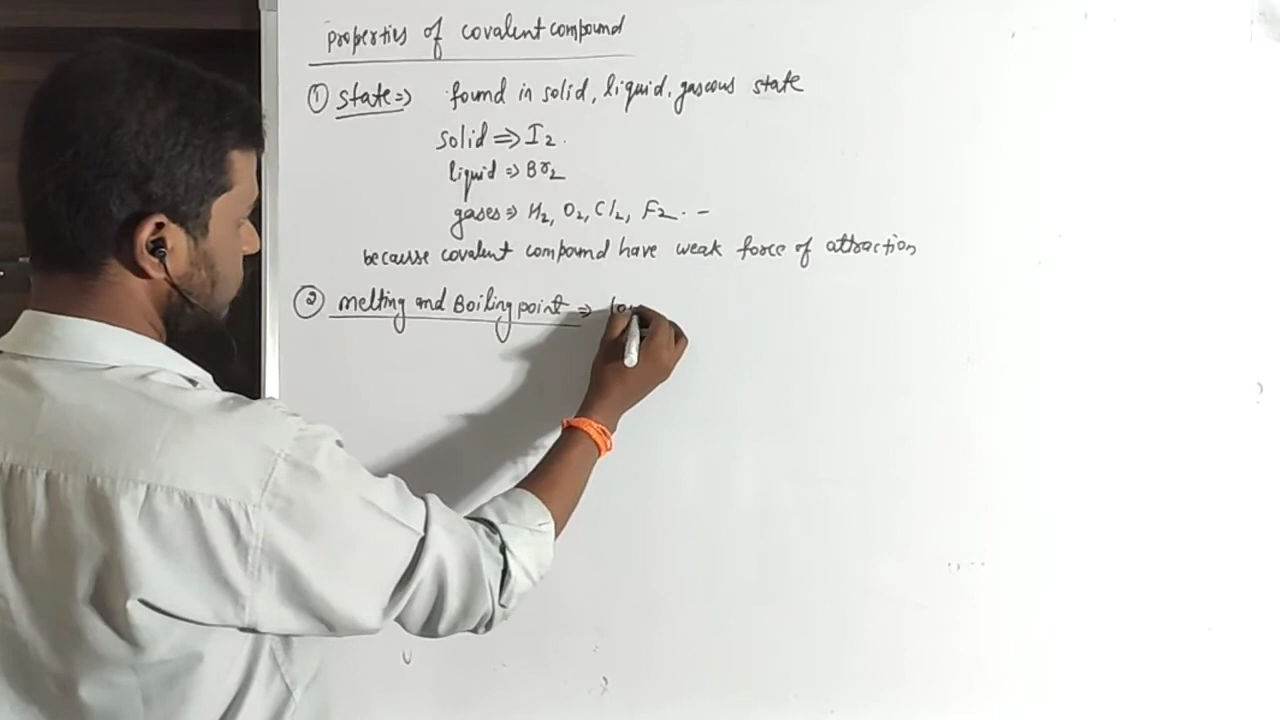 properties of covalent compound
① state ⇒ found in solid, liquid, gaseous state
solid ⇒ I2.
liquid ⇒ Br2
gases ⇒ H2, O2, Cl2, F2. -
because covalent compound have weak force of attraction
② melting and Boiling point ⇒ low